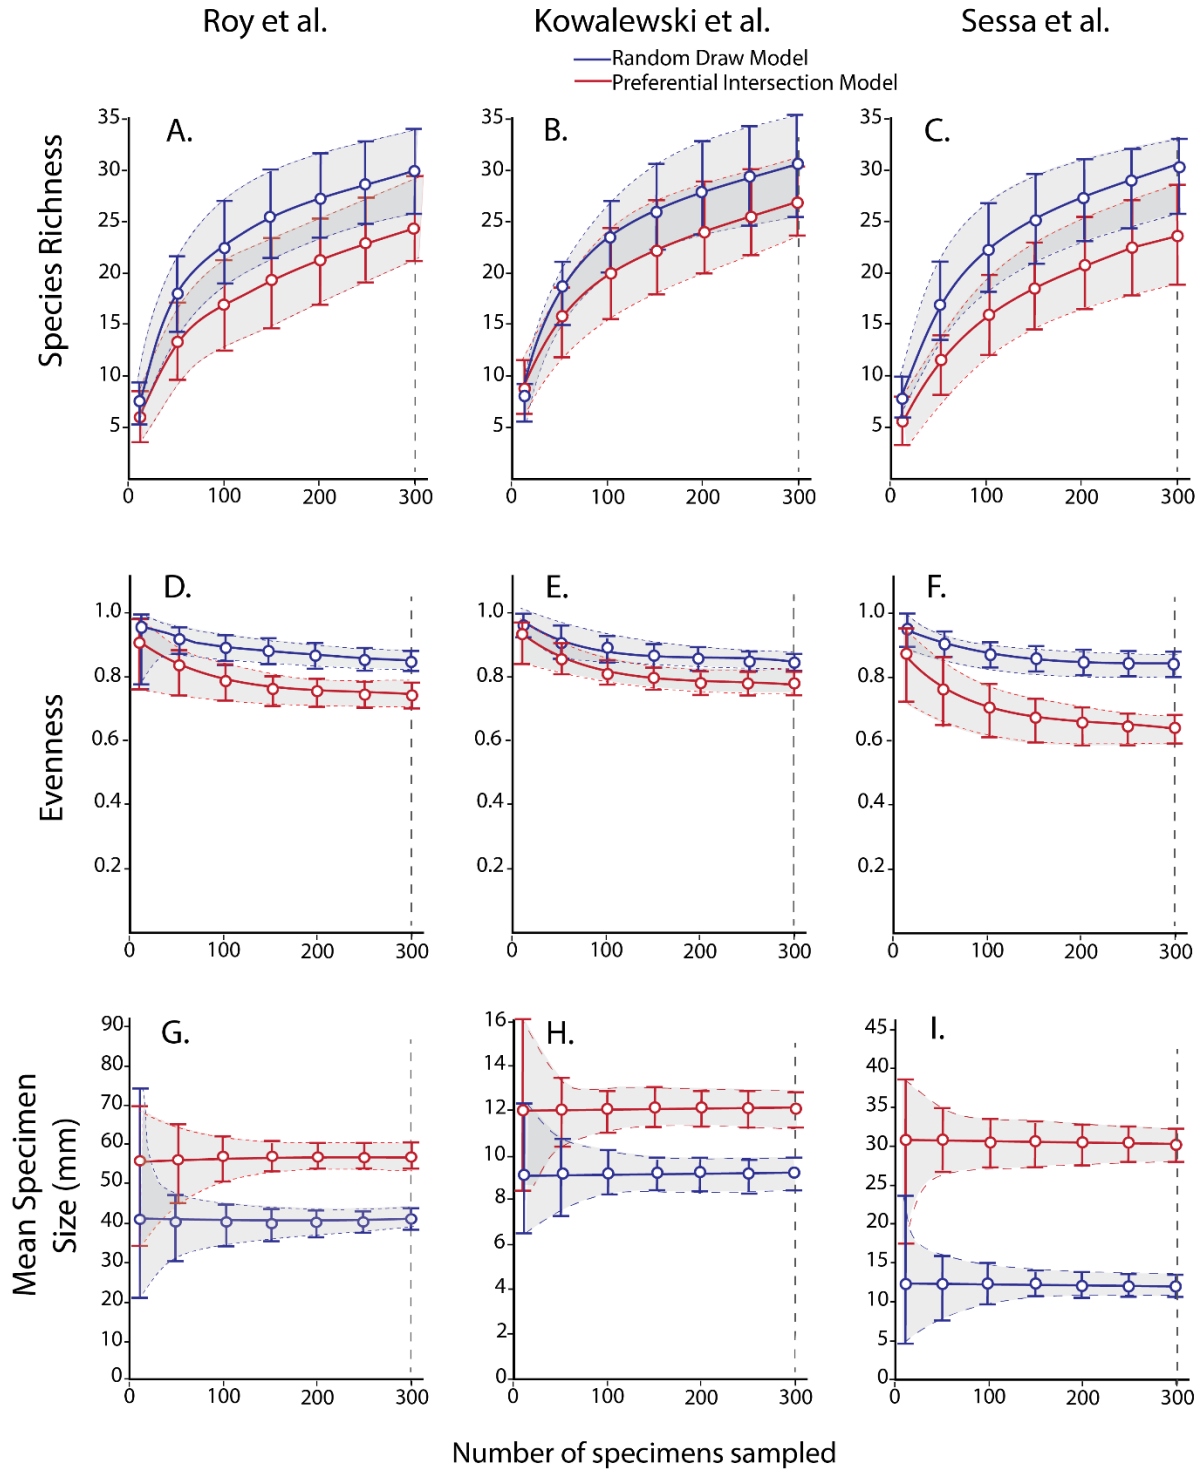 Roy et al. Kowalewski et al. Sessa et al.
Random Draw Model
Preferential Intersection Model
Species Richness
A.
35
30
25
20
15
10
5
0 100 200 300
B.
35
30
25
20
15
10
5
0 100 200 300
C.
35
30
25
20
15
10
5
0 100 200 300
Evenness
D.
1.0
0.8
0.6
0.4
0.2
0 100 200 300
E.
1.0
0.8
0.6
0.4
0.2
0 100 200 300
F.
1.0
0.8
0.6
0.4
0.2
0 100 200 300
Mean Specimen
Size (mm)
G.
90
80
70
60
50
40
30
20
10
0
0 100 200 300
H.
16
14
12
10
8
6
4
2
0
0 100 200 300
I.
45
40
35
30
25
20
15
10
5
0
0 100 200 300
Number of specimens sampled